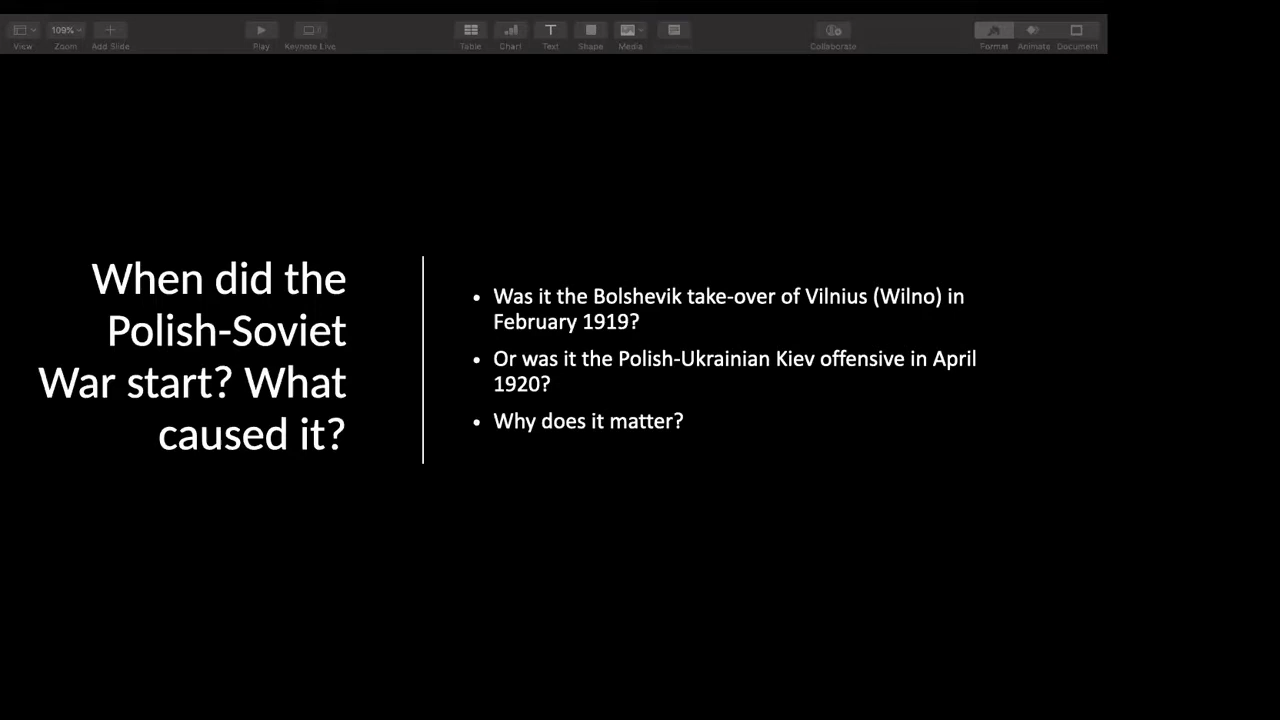 109%
View
Zoom
Add Slide
Play
Keynote Live
Table
Chart
Text
Shape
Media
Collaborate
Format
Animate
Document
When did the
Polish-Soviet
War start? What
caused it?
• Was it the Bolshevik take-over of Vilnius (Wilno) in
February 1919?
• Or was it the Polish-Ukrainian Kiev offensive in April
1920?
• Why does it matter?